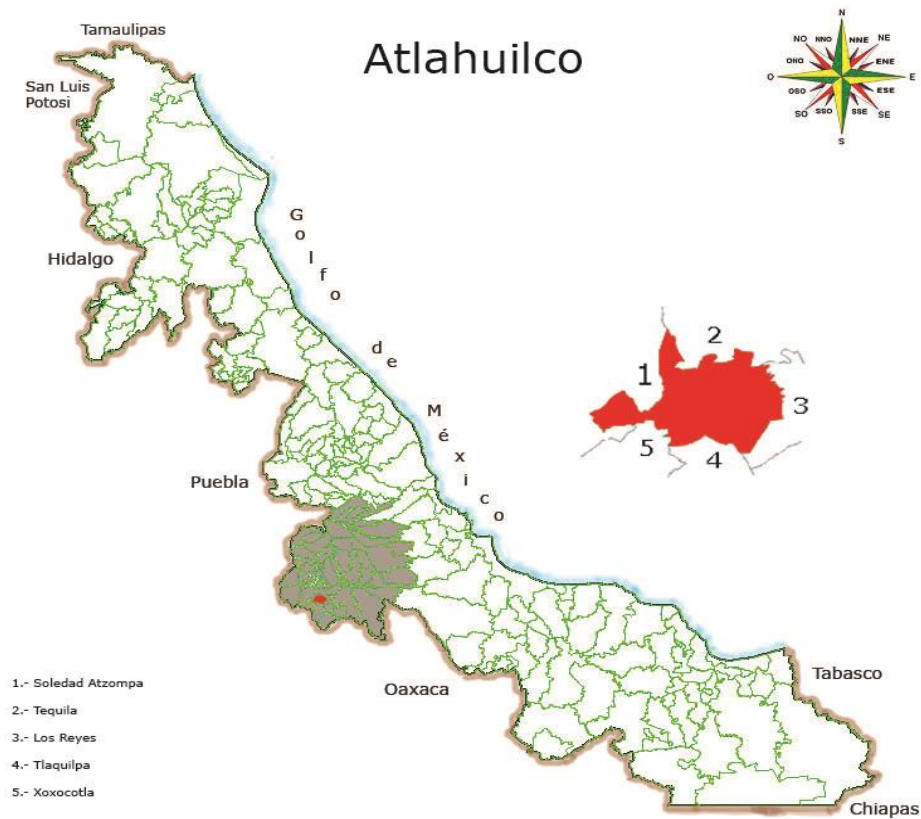 Atlahuilco
Tamaulipas
San Luis
Potosi
Hidalgo
Puebla
Oaxaca
Tabasco
Chiapas
Golfo de México
N
NNE
NE
ENE
E
ESE
SE
SSE
S
SSO
SO
OSO
O
ONO
NO
NNO
1
2
3
4
5
1.- Soledad Atzompa
2.- Tequila
3.- Los Reyes
4.- Tlaquilpa
5.- Xoxocotla